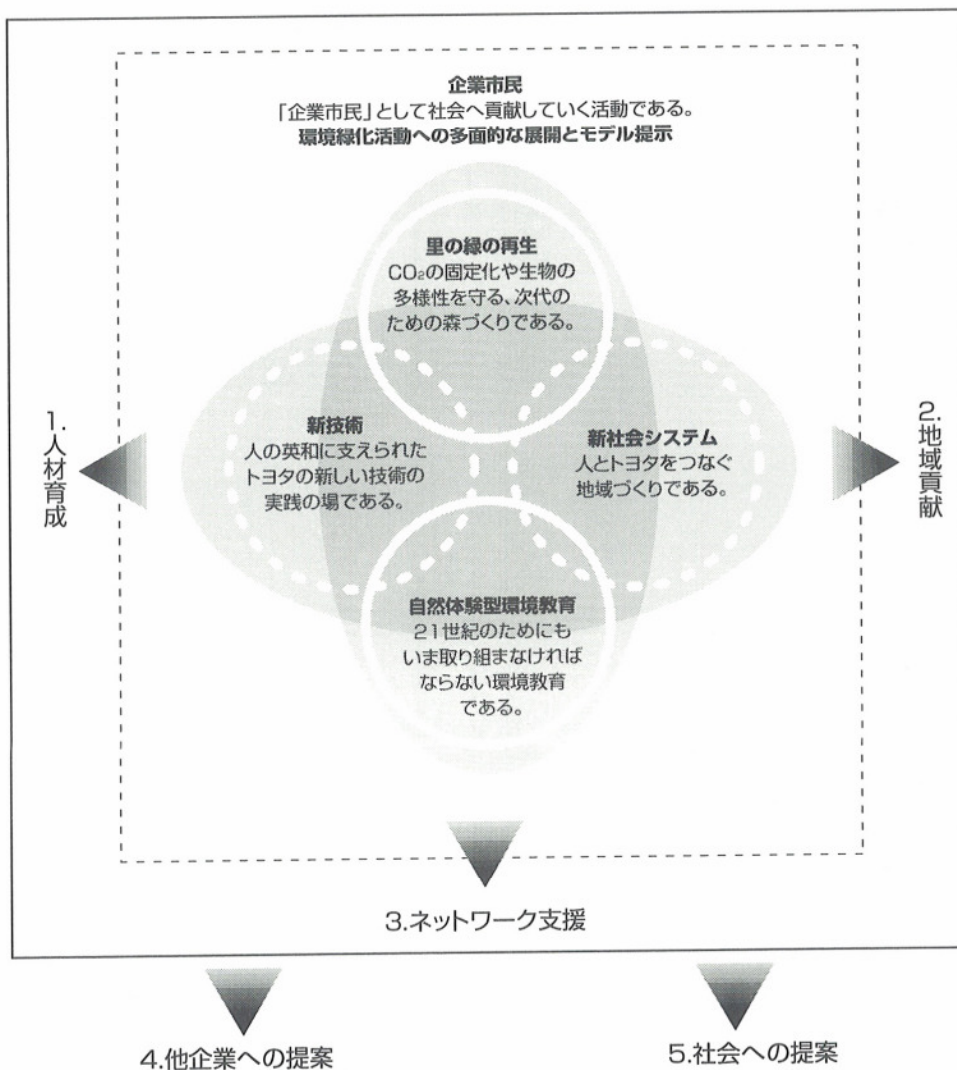 企業市民
「企業市民」として社会へ貢献していく活動である。
環境緑化活動への多面的な展開とモデル提示
里の緑の再生
CO₂の固定化や生物の
多様性を守る、次代の
ための森づくりである。
新技術
人の英和に支えられた
トヨタの新しい技術の
実践の場である。
新社会システム
人とトヨタをつなぐ
地域づくりである。
自然体験型環境教育
21世紀のためにも
いま取り組まなければ
ならない環境教育
である。
1.人材育成
2.地域貢献
3.ネットワーク支援
4.他企業への提案
5.社会への提案